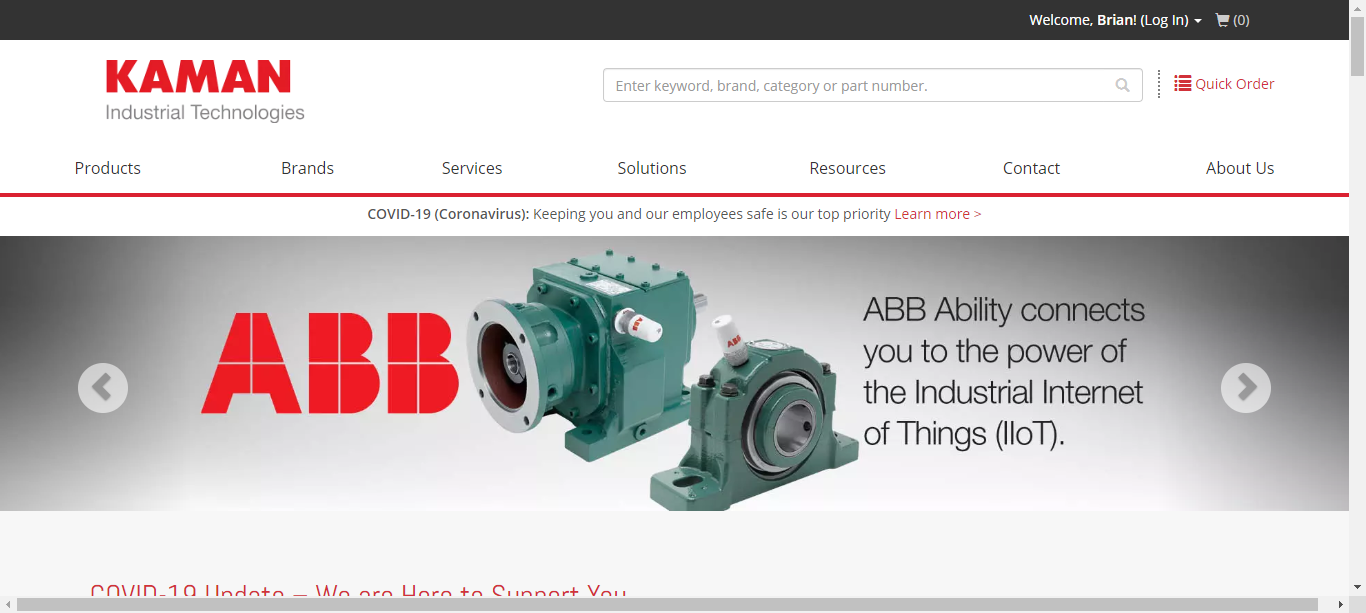 Welcome, Brian! (Log In) (0)
KAMAN
Industrial Technologies
Enter keyword, brand, category or part number.
Quick Order
Products Brands Services Solutions Resources Contact About Us
COVID-19 (Coronavirus): Keeping you and our employees safe is our top priority Learn more >
ABB
ABB
ABB
ABB Ability connects
you to the power of
the Industrial Internet
of Things (IIoT).
COVID-19 Update – We are Here to Support You